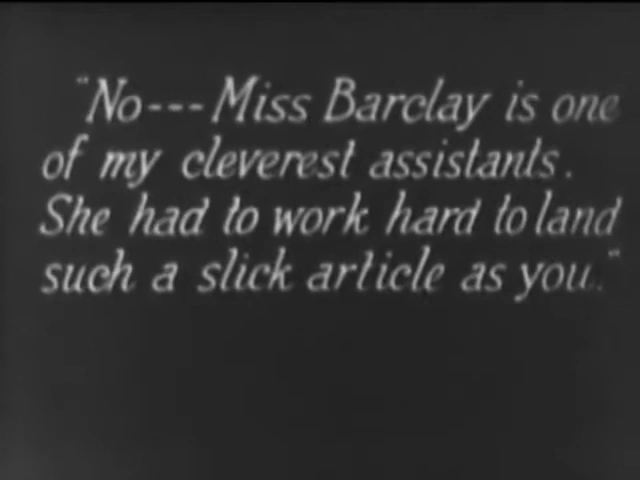 "No---Miss Barclay is one
of my cleverest assistants.
She had to work hard to land
such a slick article as you."